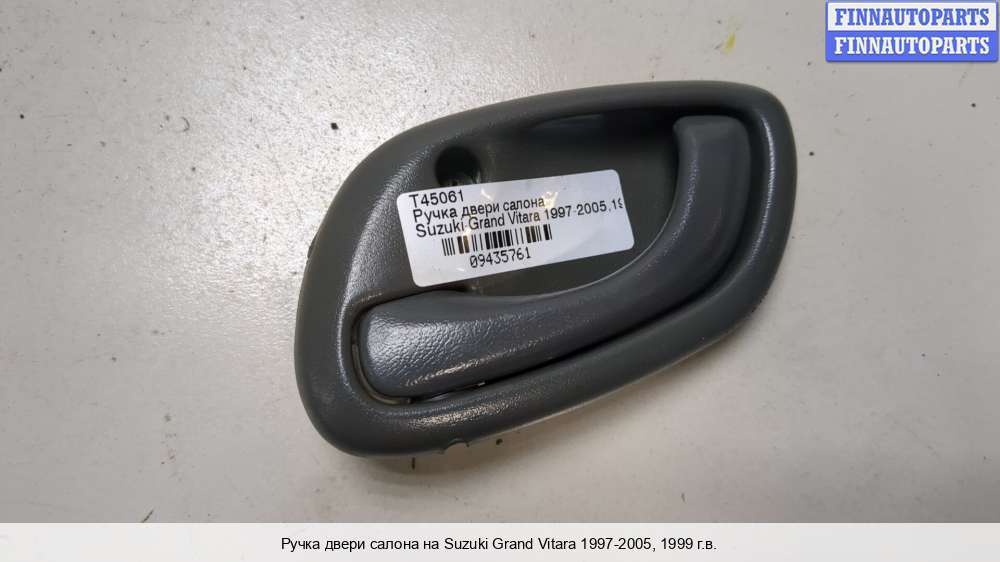 FINNAUTOPARTS
FINNAUTOPARTS
T45061
Ручка двери салона
Suzuki Grand Vitara 1997-2005,19
09435761
Ручка двери салона на Suzuki Grand Vitara 1997-2005, 1999 г.в.